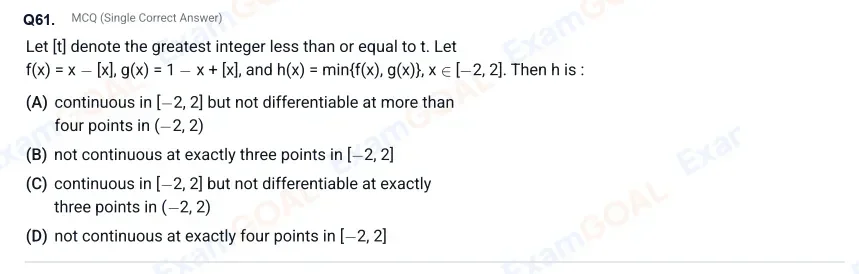 Q61. MCQ (Single Correct Answer)
Let [t] denote the greatest integer less than or equal to t. Let
f(x) = x − [x], g(x) = 1 − x + [x], and h(x) = min{f(x), g(x)}, x ∈ [−2, 2]. Then h is :
(A) continuous in [−2, 2] but not differentiable at more than
four points in (−2, 2)
(B) not continuous at exactly three points in [−2, 2]
(C) continuous in [−2, 2] but not differentiable at exactly
three points in (−2, 2)
(D) not continuous at exactly four points in [−2, 2]
ExamGOAL